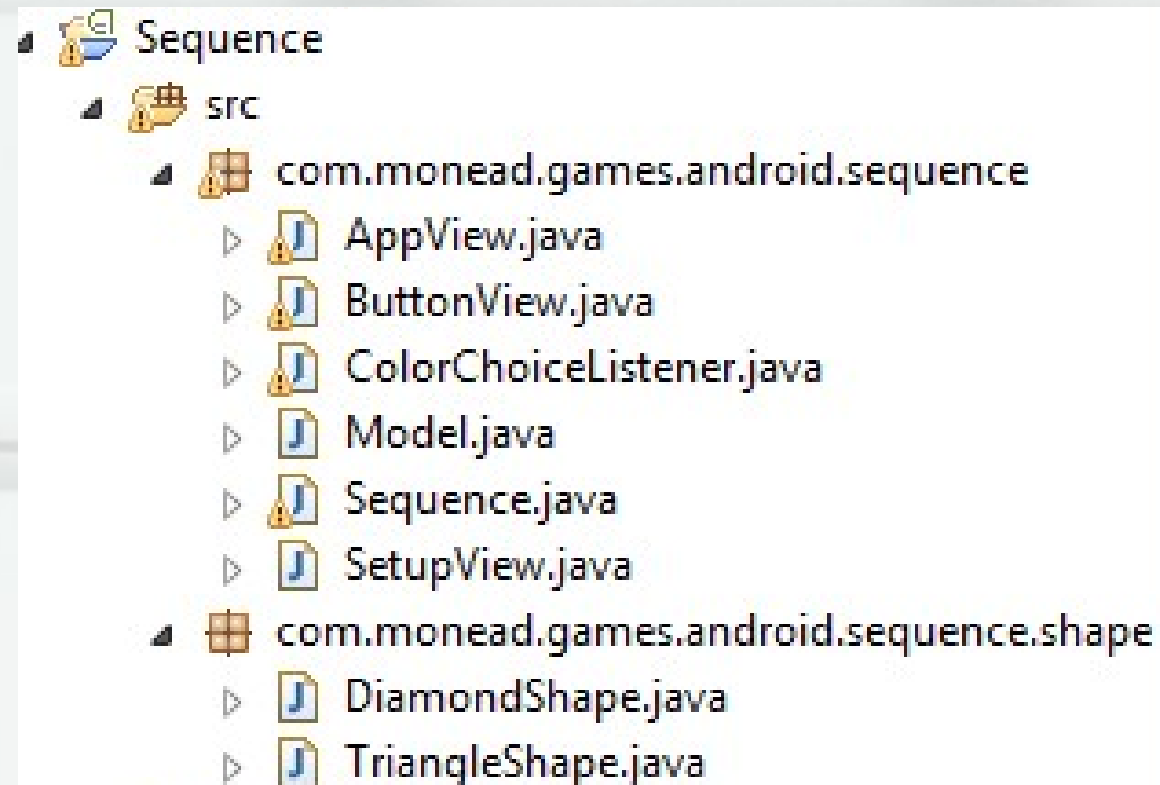 Sequence
src
com.monead.games.android.sequence
AppView.java
ButtonView.java
ColorChoiceListener.java
Model.java
Sequence.java
SetupView.java
com.monead.games.android.sequence.shape
DiamondShape.java
TriangleShape.java